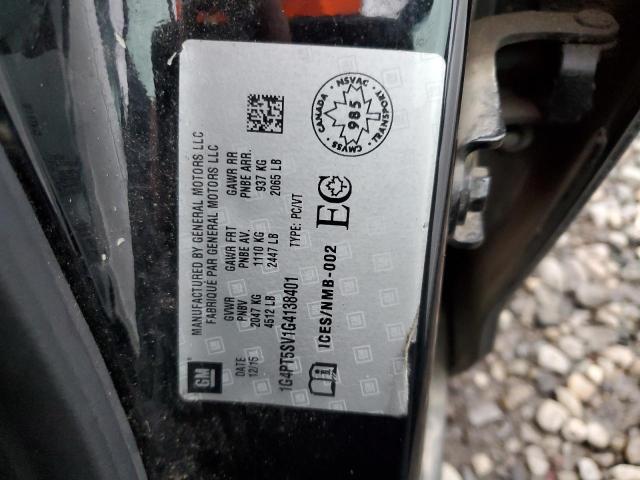 GM
MANUFACTURED BY GENERAL MOTORS LLC
FABRIQUE PAR GENERAL MOTORS LLC
DATE GVWR GAWR FRT GAWR RR
12/15 PNBV PNBE AV. PNBE ARR.
2047 KG 1110 KG 937 KG
4512 LB 2447 LB 2065 LB
1G4PT5SV1G4138401 TYPE: PC/VT
ICES/NMB-002 EC
CANADA NSVAC TRANSPORT CMVSS
985